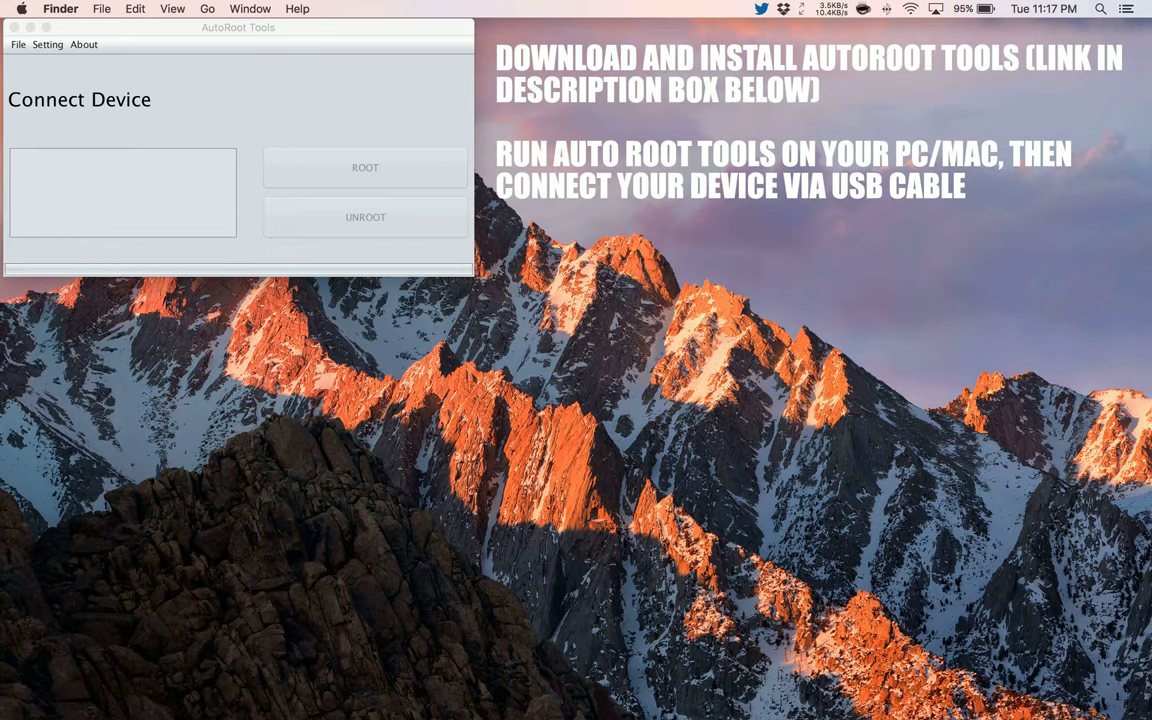 Finder File Edit View Go Window Help 3.5KB/s 10.4KB/s 95% Tue 11:17 PM
AutoRoot Tools
File Setting About
Connect Device
ROOT
UNROOT
DOWNLOAD AND INSTALL AUTOROOT TOOLS (LINK IN
DESCRIPTION BOX BELOW)
RUN AUTO ROOT TOOLS ON YOUR PC/MAC, THEN
CONNECT YOUR DEVICE VIA USB CABLE